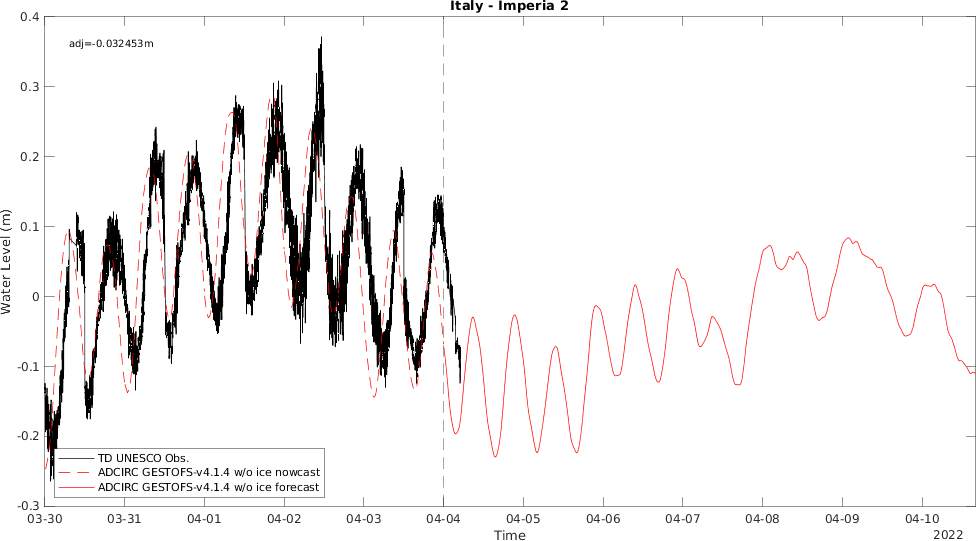 Italy - Imperia 2
adj=-0.032453m
0.4
0.3
0.2
0.1
0
-0.1
-0.2
-0.3
Water Level (m)
TD UNESCO Obs.
ADCIRC GESTOFS-v4.1.4 w/o ice nowcast
ADCIRC GESTOFS-v4.1.4 w/o ice forecast
03-30 03-31 04-01 04-02 04-03 04-04 04-05 04-06 04-07 04-08 04-09 04-10
Time
2022